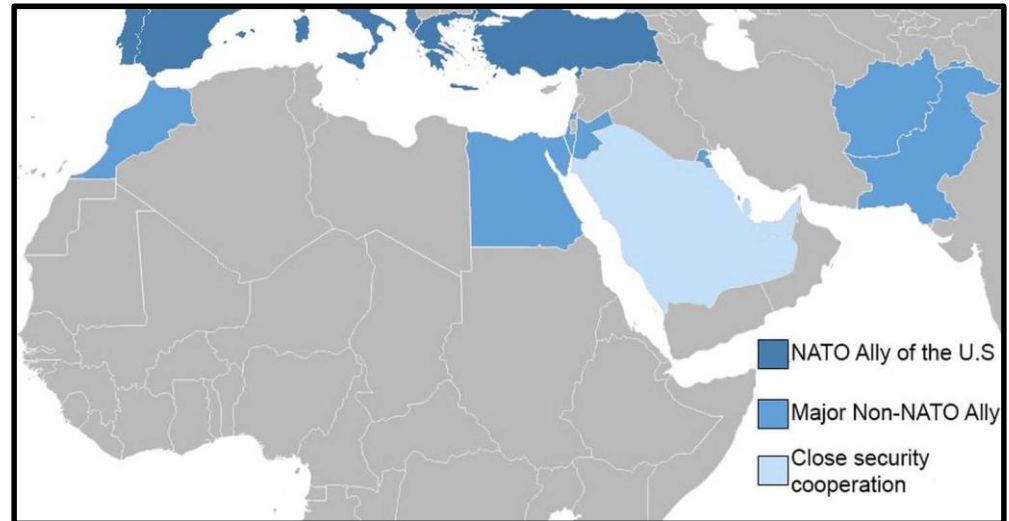 NATO Ally of the U.S
Major Non-NATO Ally
Close security
cooperation